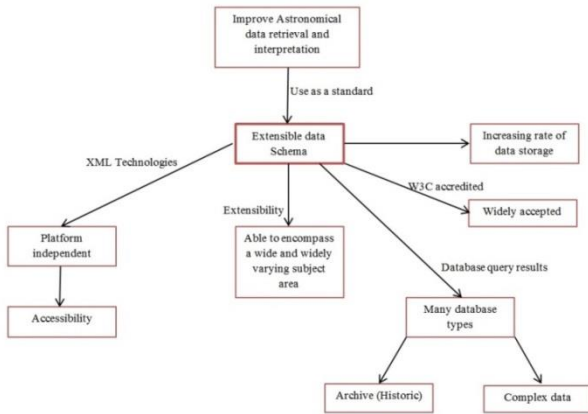 Improve Astronomical
data retrieval and
interpretation
Use as a standard
Extensible data
Schema
Increasing rate of
data storage
XML Technologies
W3C accredited
Widely accepted
Extensibility
Platform
independent
Able to encompass
a wide and widely
varying subject
area
Database query results
Accessibility
Many database
types
Archive (Historic)
Complex data